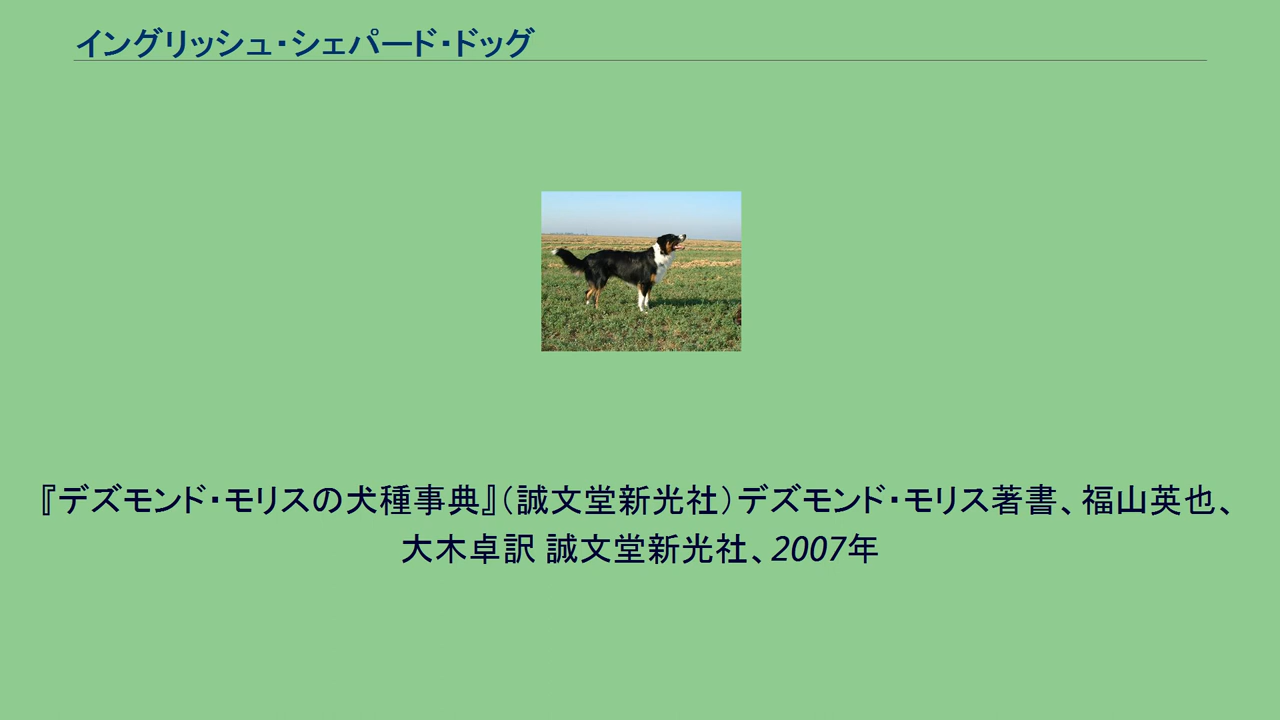 イングリッシュ・シェパード・ドッグ
『デズモンド・モリスの犬種事典』（誠文堂新光社）デズモンド・モリス著書、福山英也、
大木卓訳 誠文堂新光社、2007年